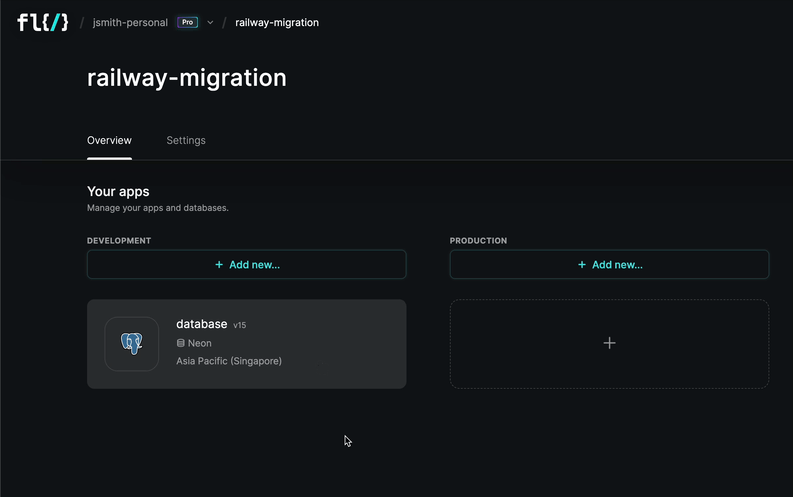 fl{/}
/ jsmith-personal Pro / railway-migration
railway-migration
Overview Settings
Your apps
Manage your apps and databases.
DEVELOPMENT
+ Add new...
database v15
Neon
Asia Pacific (Singapore)
PRODUCTION
+ Add new...
+